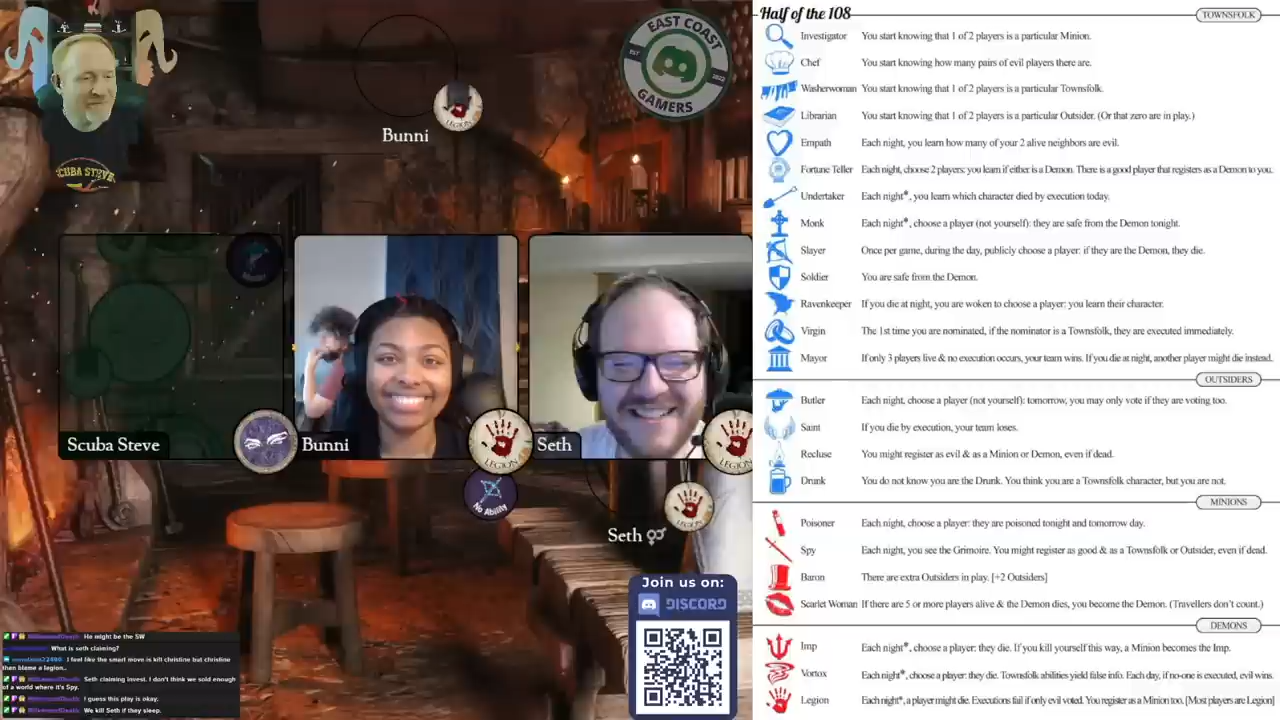 EAST COAST
EST
2022
GAMERS
SCUBA STEVE
LEGION
Bunni
Scuba Steve
Bunni
LEGION
Seth
LEGION
No Ability
LEGION
Seth
Join us on:
DISCORD
He might be the SW
What is seth claiming?
I feel like the smart move is kill christine but christine
then blame a legion..
Seth claiming invest. I don't think we sold enough
of a world where it's Spy.
I guess this play is okay.
We kill Seth if they sleep.
Half of the 108
TOWNSFOLK
Investigator You start knowing that 1 of 2 players is a particular Minion.
Chef You start knowing how many pairs of evil players there are.
Washerwoman You start knowing that 1 of 2 players is a particular Townsfolk.
Librarian You start knowing that 1 of 2 players is a particular Outsider. (Or that zero are in play.)
Empath Each night, you learn how many of your 2 alive neighbors are evil.
Fortune Teller Each night, choose 2 players: you learn if either is a Demon. There is a good player that registers as a Demon to you.
Undertaker Each night*, you learn which character died by execution today.
Monk Each night*, choose a player (not yourself): they are safe from the Demon tonight.
Slayer Once per game, during the day, publicly choose a player: if they are the Demon, they die.
Soldier You are safe from the Demon.
Ravenkeeper If you die at night, you are woken to choose a player: you learn their character.
Virgin The 1st time you are nominated, if the nominator is a Townsfolk, they are executed immediately.
Mayor If only 3 players live & no execution occurs, your team wins. If you die at night, another player might die instead.
OUTSIDERS
Butler Each night, choose a player (not yourself): tomorrow, you may only vote if they are voting too.
Saint If you die by execution, your team loses.
Recluse You might register as evil & as a Minion or Demon, even if dead.
Drunk You do not know you are the Drunk. You think you are a Townsfolk character, but you are not.
MINIONS
Poisoner Each night, choose a player: they are poisoned tonight and tomorrow day.
Spy Each night, you see the Grimoire. You might register as good & as a Townsfolk or Outsider, even if dead.
Baron There are extra Outsiders in play. [+2 Outsiders]
Scarlet Woman If there are 5 or more players alive & the Demon dies, you become the Demon. (Travellers don't count.)
DEMONS
Imp Each night*, choose a player: they die. If you kill yourself this way, a Minion becomes the Imp.
Vortox Each night*, choose a player: they die. Townsfolk abilities yield false info. Each day, if no-one is executed, evil wins.
Legion Each night*, a player might die. Executions fail if only evil voted. You register as a Minion too. [Most players are Legion]